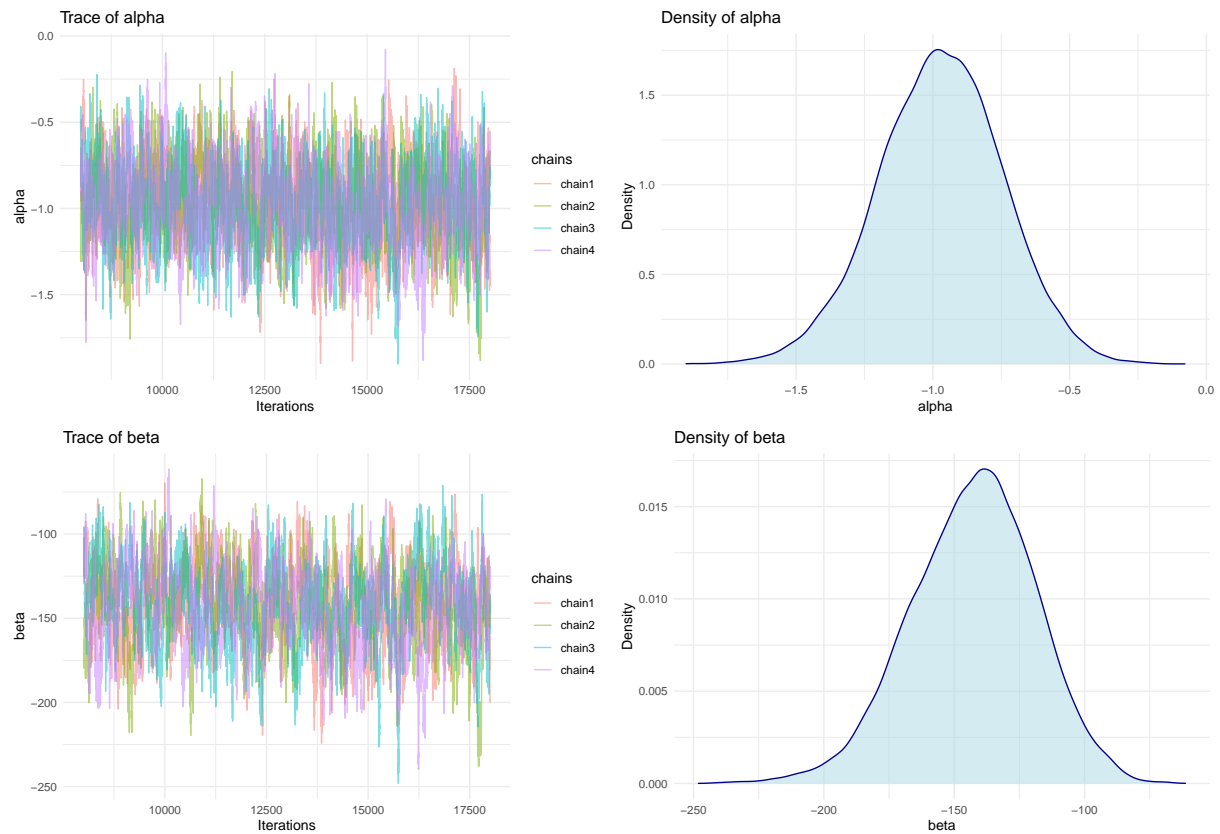 Trace of alpha
0.0
−0.5
−1.0
−1.5
alpha
10000 12500 15000 17500
Iterations
chains
chain1
chain2
chain3
chain4
Density of alpha
1.5
1.0
0.5
0.0
Density
−1.5 −1.0 −0.5 0.0
alpha
Trace of beta
−100
−150
−200
−250
beta
10000 12500 15000 17500
Iterations
chains
chain1
chain2
chain3
chain4
Density of beta
0.015
0.010
0.005
0.000
Density
−250 −200 −150 −100
beta